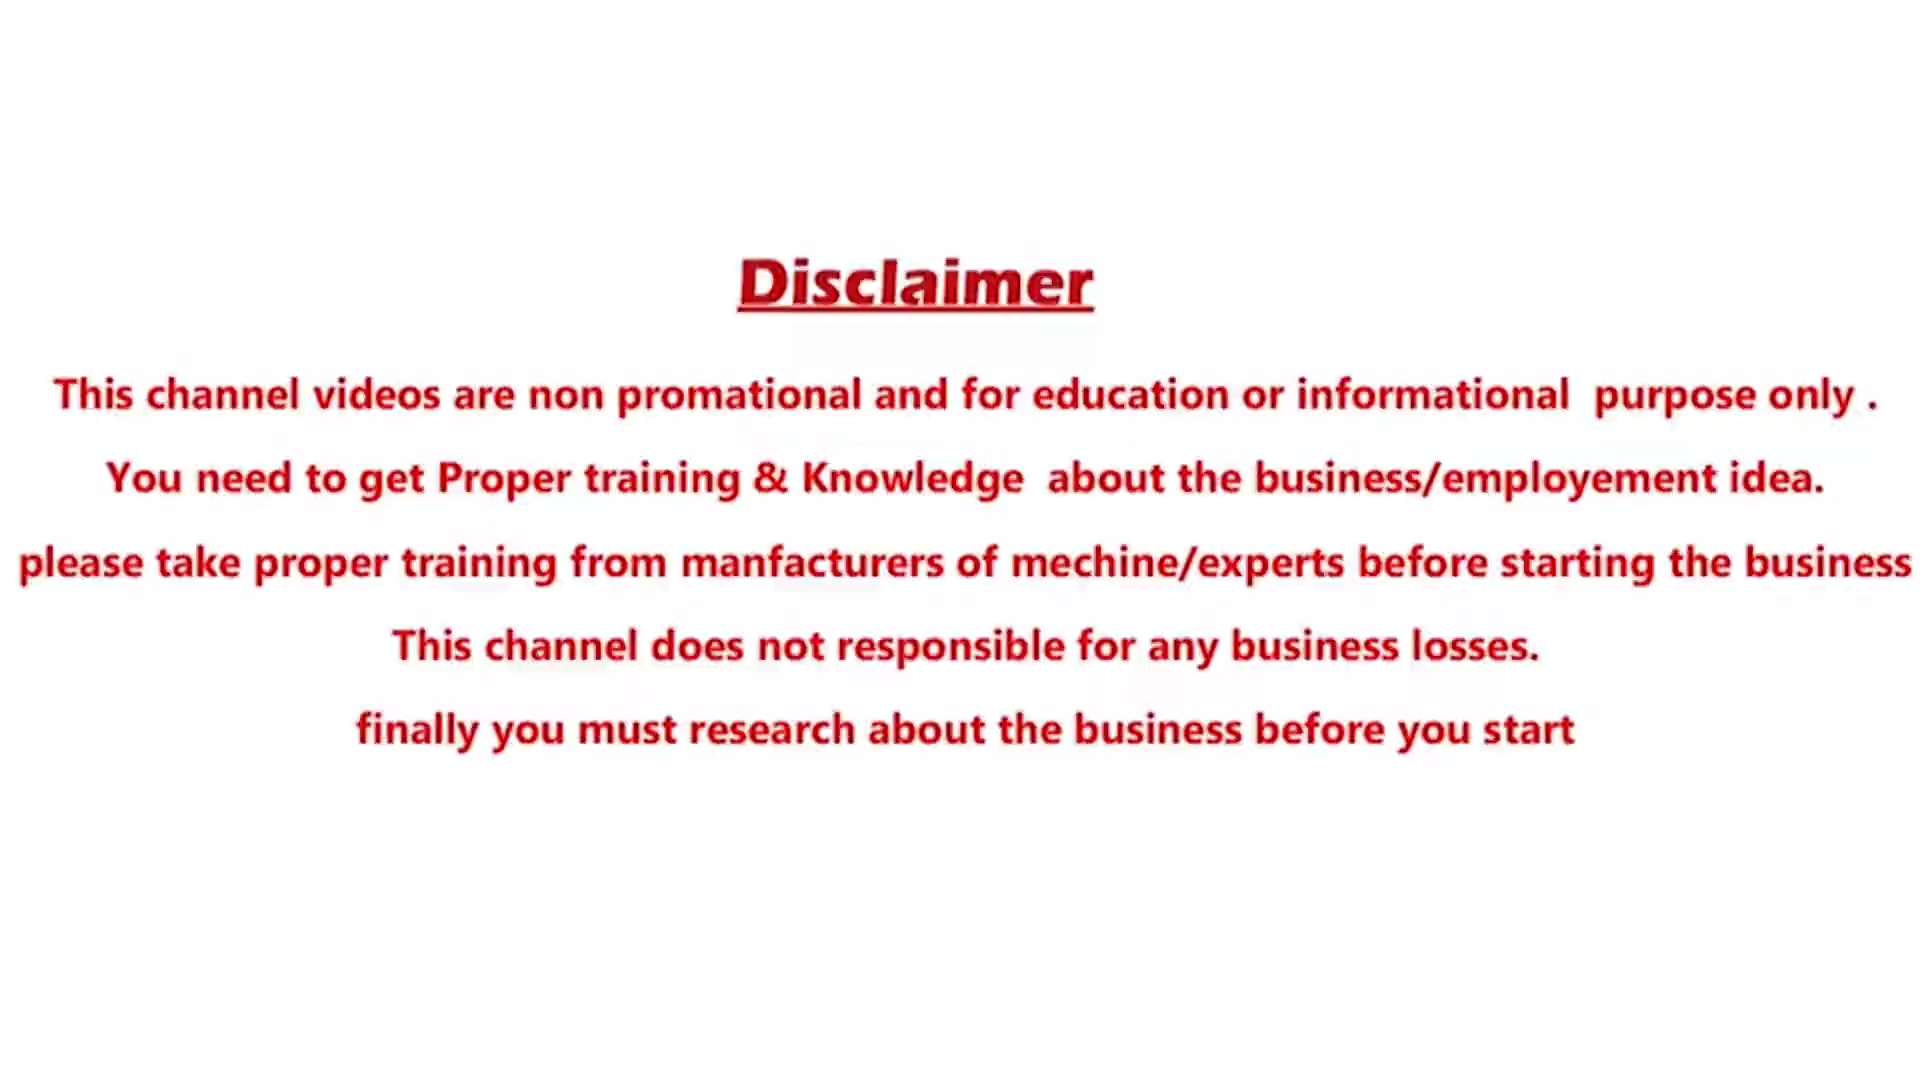 Disclaimer
This channel videos are non promational and for education or informational purpose only .
You need to get Proper training & Knowledge about the business/employement idea.
please take proper training from manfacturers of mechine/experts before starting the business
This channel does not responsible for any business losses.
finally you must research about the business before you start